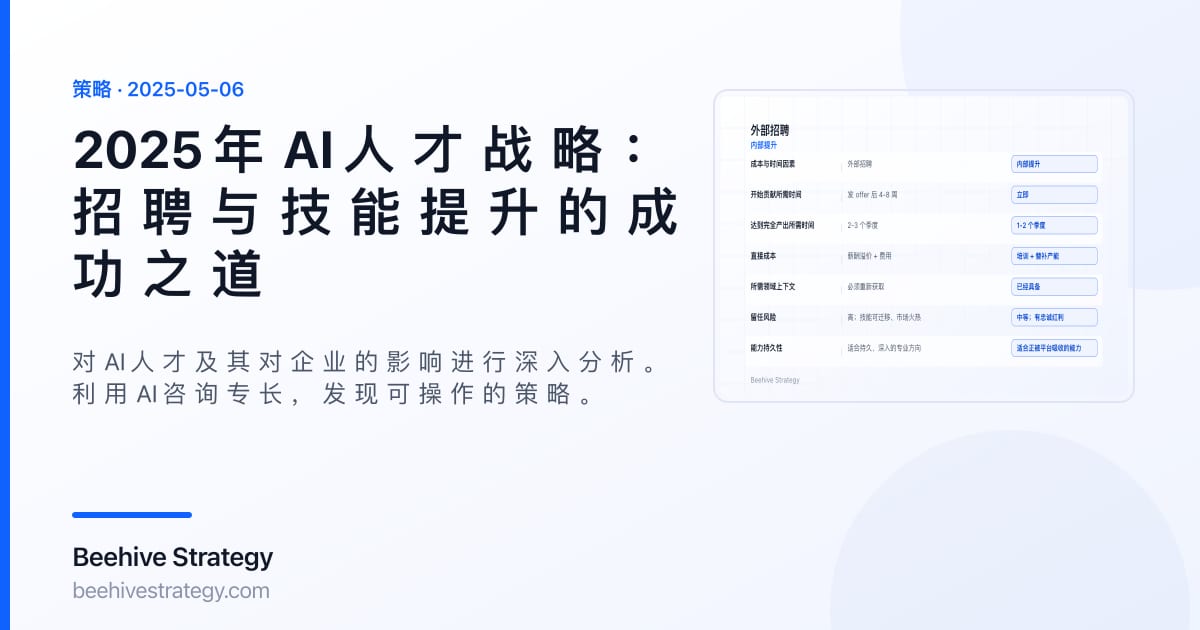 策略 · 2025-05-06
2025年 AI人才战略：
招聘与技能提升的成
功之道
对 AI人才及其对企业的影响进行深入分析。
利用 AI咨询专长，发现可操作的策略。
Beehive Strategy
beehivestrategy.com
外部招聘
内部提升
成本与时间因素 外部招聘 内部提升
开始贡献所需时间 发 offer 后 4-8 周 立即
达到完全产出所需时间 2-3 个季度 1-2 个季度
直接成本 薪酬溢价 + 费用 培训 + 替补产能
所需领域上下文 必须重新获取 已经具备
留任风险 高；技能可迁移、市场火热 中等；有忠诚红利
能力持久性 适合持久、深入的专业方向 适合正被平台吸收的能力
Beehive Strategy